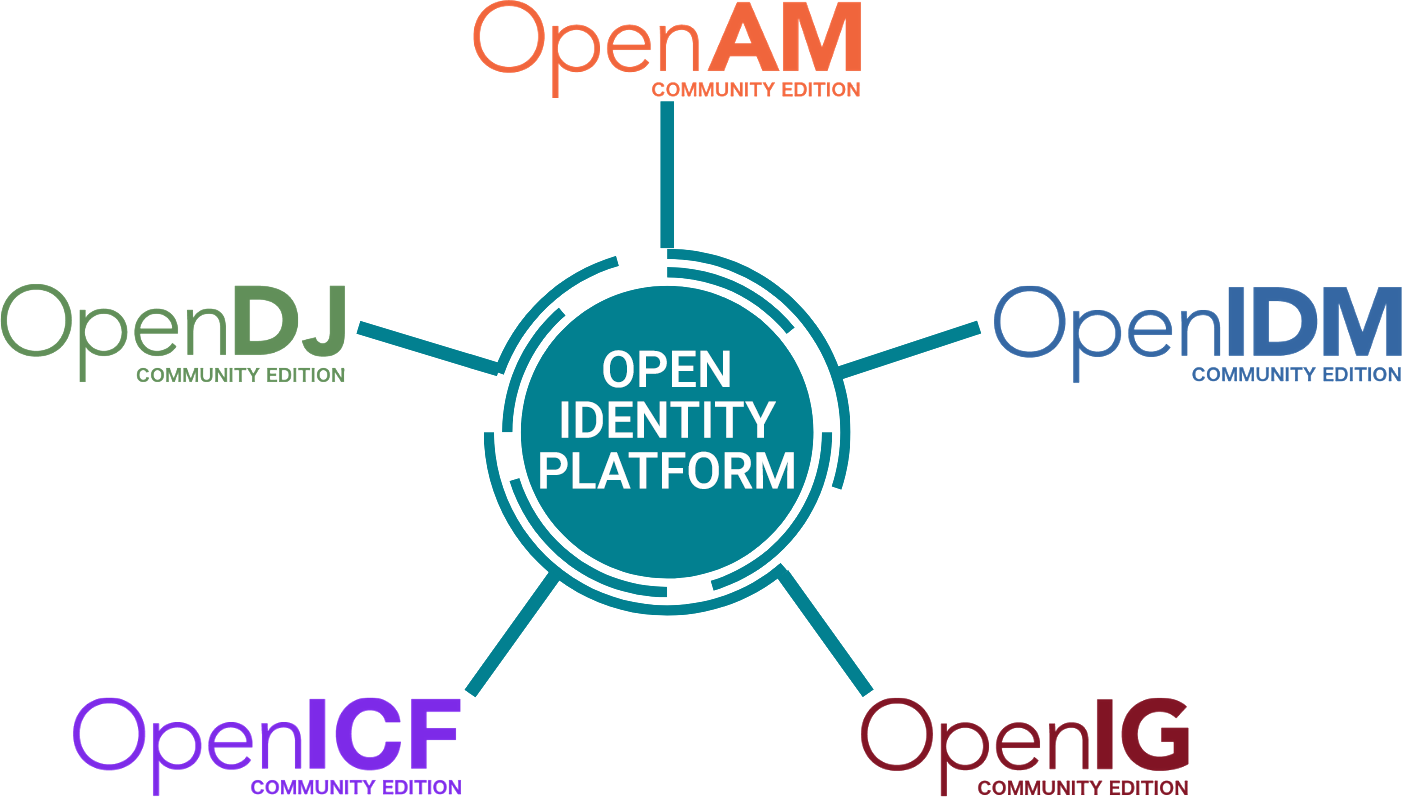 OpenAM
COMMUNITY EDITION
OpenDJ
COMMUNITY EDITION
OpenIDM
COMMUNITY EDITION
OPEN
IDENTITY
PLATFORM
OpenICF
COMMUNITY EDITION
OpenIG
COMMUNITY EDITION